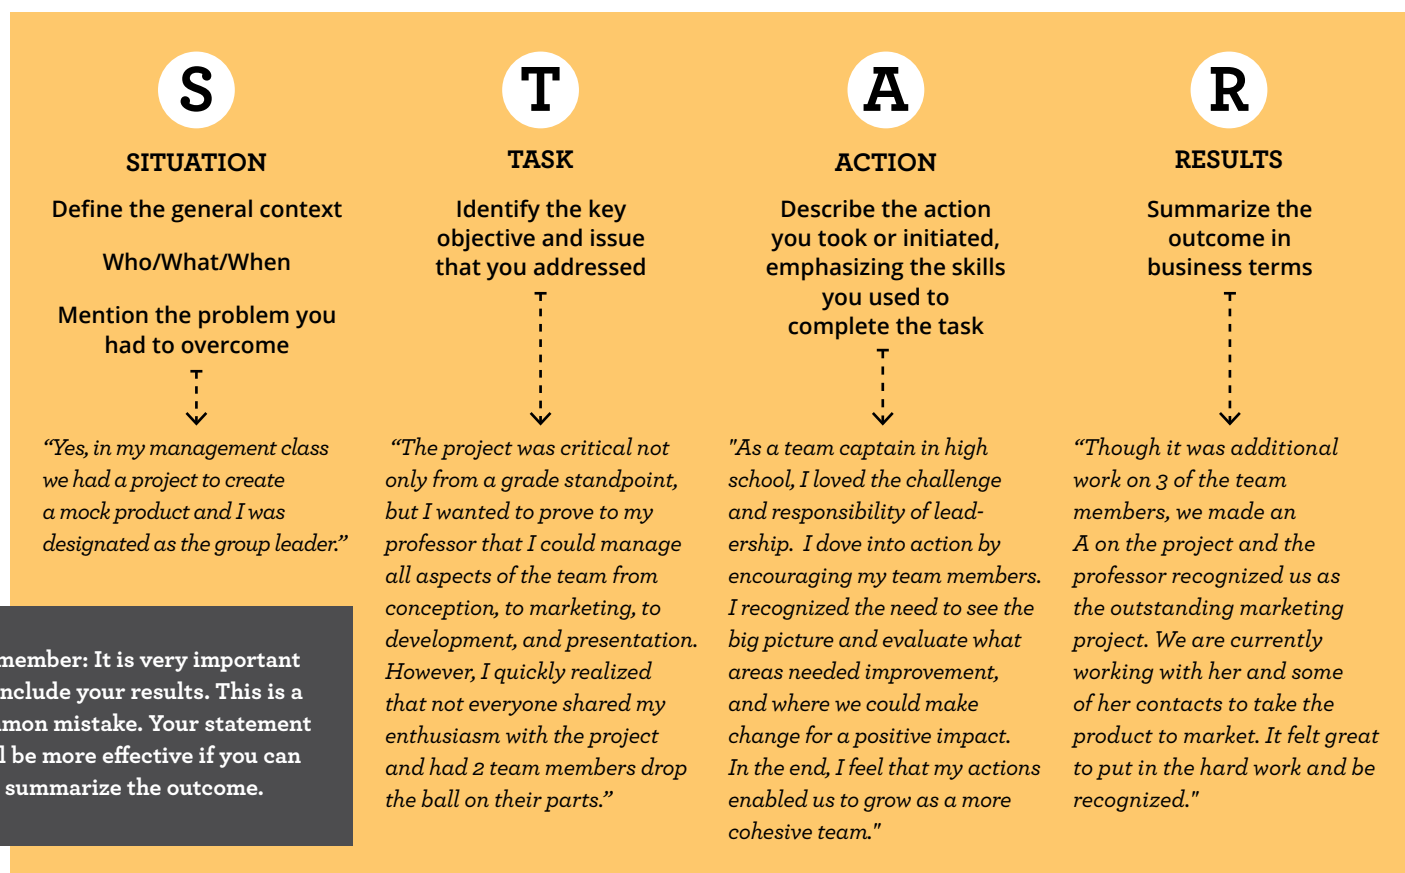 S
SITUATION
Define the general context
Who/What/When
Mention the problem you
had to overcome
“Yes, in my management class
we had a project to create
a mock product and I was
designated as the group leader.”
member: It is very important
nclude your results. This is a
mon mistake. Your statement
l be more effective if you can
summarize the outcome.
T
TASK
Identify the key
objective and issue
that you addressed
“The project was critical not
only from a grade standpoint,
but I wanted to prove to my
professor that I could manage
all aspects of the team from
conception, to marketing, to
development, and presentation.
However, I quickly realized
that not everyone shared my
enthusiasm with the project
and had 2 team members drop
the ball on their parts.”
A
ACTION
Describe the action
you took or initiated,
emphasizing the skills
you used to
complete the task
"As a team captain in high
school, I loved the challenge
and responsibility of lead-
ership.  I dove into action by
encouraging my team members.
I recognized the need to see the
big picture and evaluate what
areas needed improvement,
and where we could make
change for a positive impact.
In the end, I feel that my actions
enabled us to grow as a more
cohesive team."
R
RESULTS
Summarize the
outcome in
business terms
“Though it was additional
work on 3 of the team
members, we made an
A on the project and the
professor recognized us as
the outstanding marketing
project. We are currently
working with her and some
of her contacts to take the
product to market. It felt great
to put in the hard work and be
recognized."